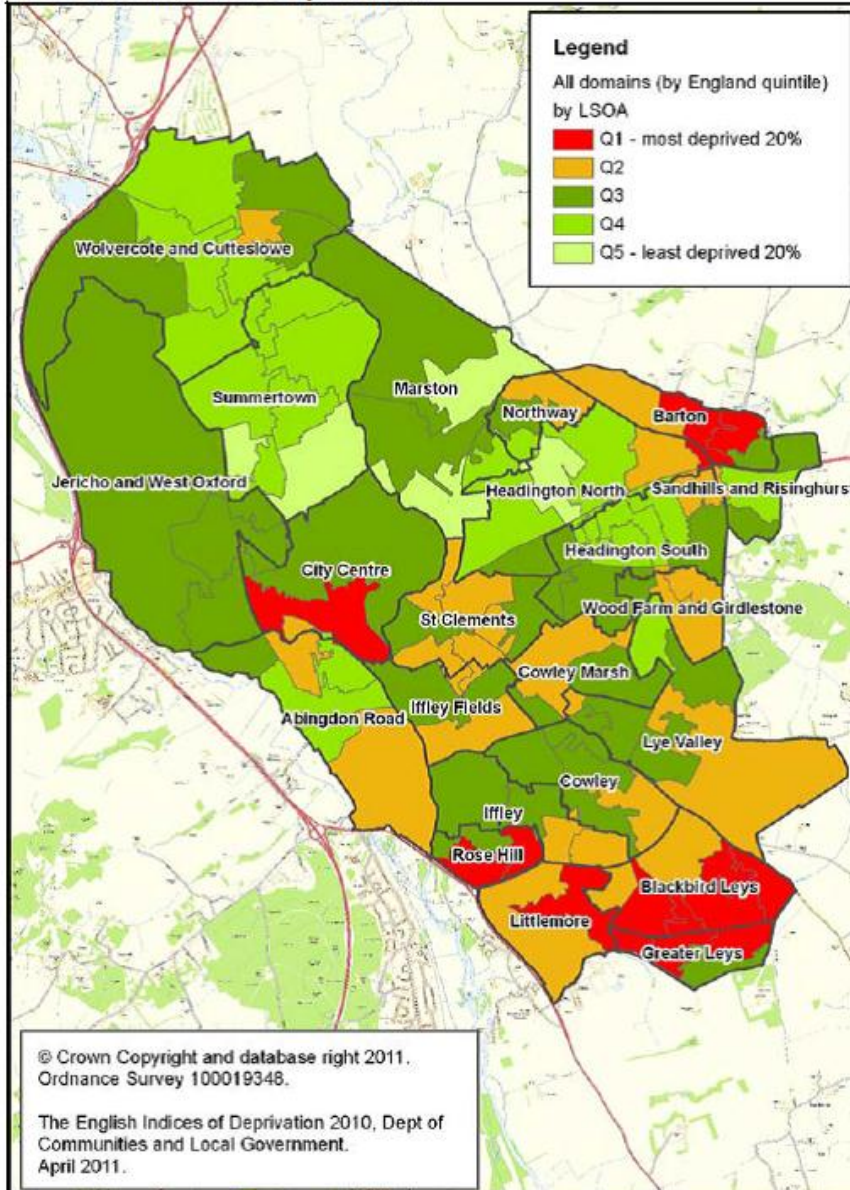 Legend
All domains (by England quintile)
by LSOA
Q1 - most deprived 20%
Q2
Q3
Q4
Q5 - least deprived 20%
Wolvercote and Cutteslowe
Summertown
Marston
Northway
Barton
Jericho and West Oxford
Headington North
Sandhills and Risinghurst
Headington South
City Centre
St Clements
Wood Farm and Girdlestone
Cowley Marsh
Iffley Fields
Abingdon Road
Lye Valley
Cowley
Iffley
Rose Hill
Blackbird Leys
Littlemore
Greater Leys
© Crown Copyright and database right 2011.
Ordnance Survey 100019348.
The English Indices of Deprivation 2010, Dept of
Communities and Local Government.
April 2011.